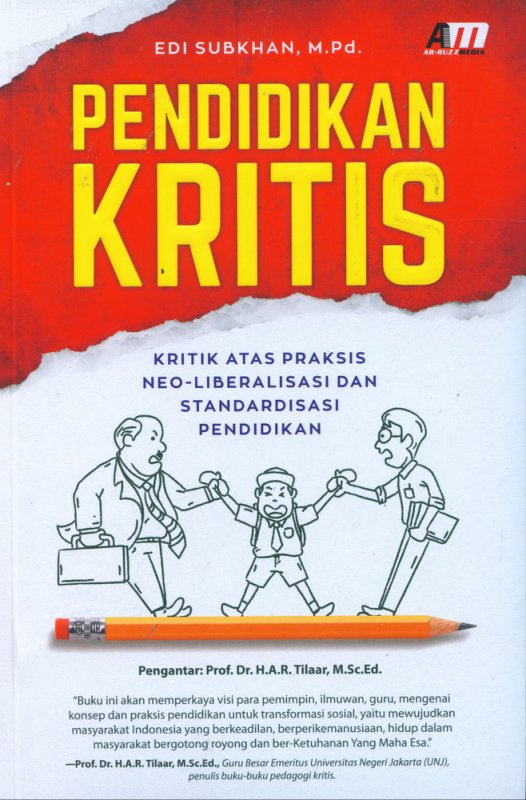 EDI SUBKHAN, M.Pd.
AM
AR-RUZZMEDIA
PENDIDIKAN
KRITIS
KRITIK ATAS PRAKSIS
NEO-LIBERALISASI DAN
STANDARDISASI
PENDIDIKAN
Pengantar: Prof. Dr. H.A.R. Tilaar, M.Sc.Ed.
“Buku ini akan memperkaya visi para pemimpin, ilmuwan, guru, mengenai
konsep dan praksis pendidikan untuk transformasi sosial, yaitu mewujudkan
masyarakat Indonesia yang berkeadilan, berperikemanusiaan, hidup dalam
masyarakat bergotong royong dan ber-Ketuhanan Yang Maha Esa.”
—Prof. Dr. H.A.R. Tilaar, M.Sc.Ed., Guru Besar Emeritus Universitas Negeri Jakarta (UNJ),
penulis buku-buku pedagogi kritis.